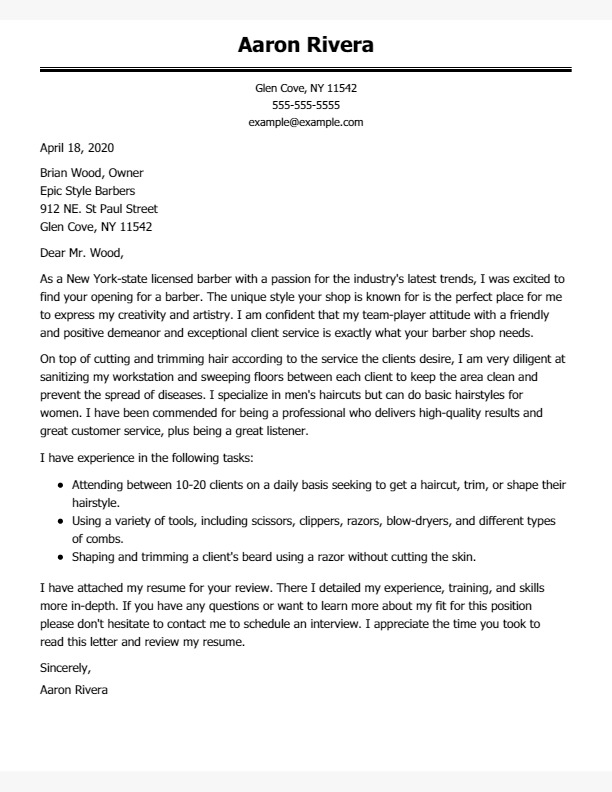 Aaron Rivera
Glen Cove, NY 11542
555-555-5555
example@example.com
April 18, 2020
Brian Wood, Owner
Epic Style Barbers
912 NE. St Paul Street
Glen Cove, NY 11542
Dear Mr. Wood,
As a New York-state licensed barber with a passion for the industry's latest trends, I was excited to
find your opening for a barber. The unique style your shop is known for is the perfect place for me
to express my creativity and artistry. I am confident that my team-player attitude with a friendly
and positive demeanor and exceptional client service is exactly what your barber shop needs.
On top of cutting and trimming hair according to the service the clients desire, I am very diligent at
sanitizing my workstation and sweeping floors between each client to keep the area clean and
prevent the spread of diseases. I specialize in men's haircuts but can do basic hairstyles for
women. I have been commended for being a professional who delivers high-quality results and
great customer service, plus being a great listener.
I have experience in the following tasks:
• Attending between 10-20 clients on a daily basis seeking to get a haircut, trim, or shape their
hairstyle.
• Using a variety of tools, including scissors, clippers, razors, blow-dryers, and different types
of combs.
• Shaping and trimming a client's beard using a razor without cutting the skin.
I have attached my resume for your review. There I detailed my experience, training, and skills
more in-depth. If you have any questions or want to learn more about my fit for this position
please don't hesitate to contact me to schedule an interview. I appreciate the time you took to
read this letter and review my resume.
Sincerely,
Aaron Rivera